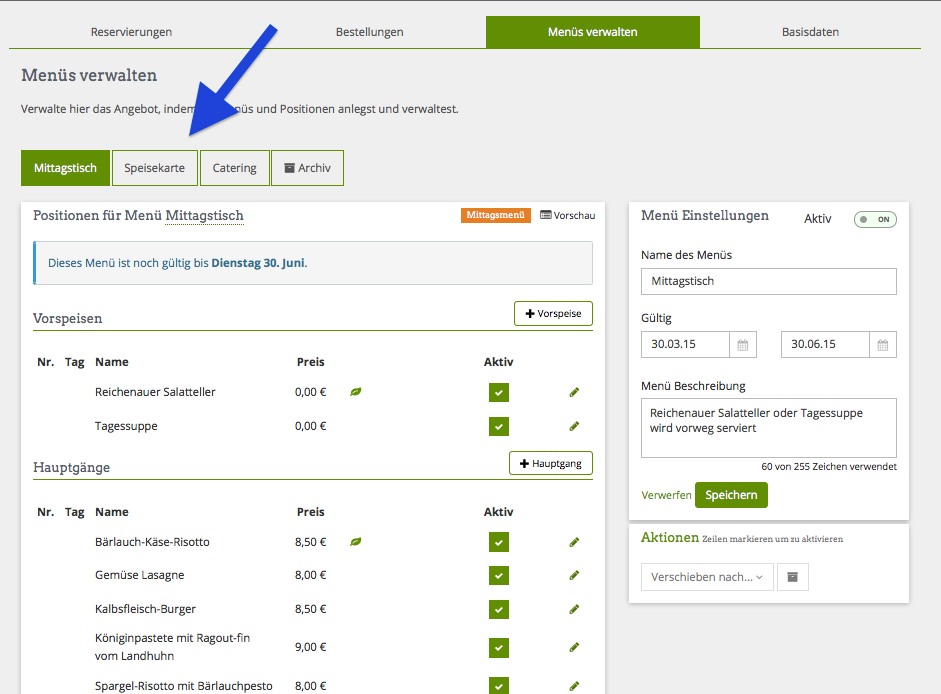 Reservierungen Bestellungen Menüs verwalten Basisdaten
Menüs verwalten
Verwalte hier das Angebot, indem nüs und Positionen anlegst und verwaltest.
Mittagstisch Speisekarte Catering Archiv
Positionen für Menü Mittagstisch Mittagsmenü Vorschau
Dieses Menü ist noch gültig bis Dienstag 30. Juni.
Vorspeisen + Vorspeise
Nr. Tag Name Preis Aktiv
Reichenauer Salatteller 0,00 €
Tagessuppe 0,00 €
Hauptgänge + Hauptgang
Nr. Tag Name Preis Aktiv
Bärlauch-Käse-Risotto 8,50 €
Gemüse Lasagne 8,00 €
Kalbsfleisch-Burger 8,50 €
Königinpastete mit Ragout-fin
vom Landhuhn 9,00 €
Spargel-Risotto mit Bärlauchpesto 8,00 €
Menü Einstellungen Aktiv ON
Name des Menüs
Mittagstisch
Gültig
30.03.15 30.06.15
Menü Beschreibung
Reichenauer Salatteller oder Tagessuppe
wird vorweg serviert
60 von 255 Zeichen verwendet
Verwerfen Speichern
Aktionen Zeilen markieren um zu aktivieren
Verschieben nach...